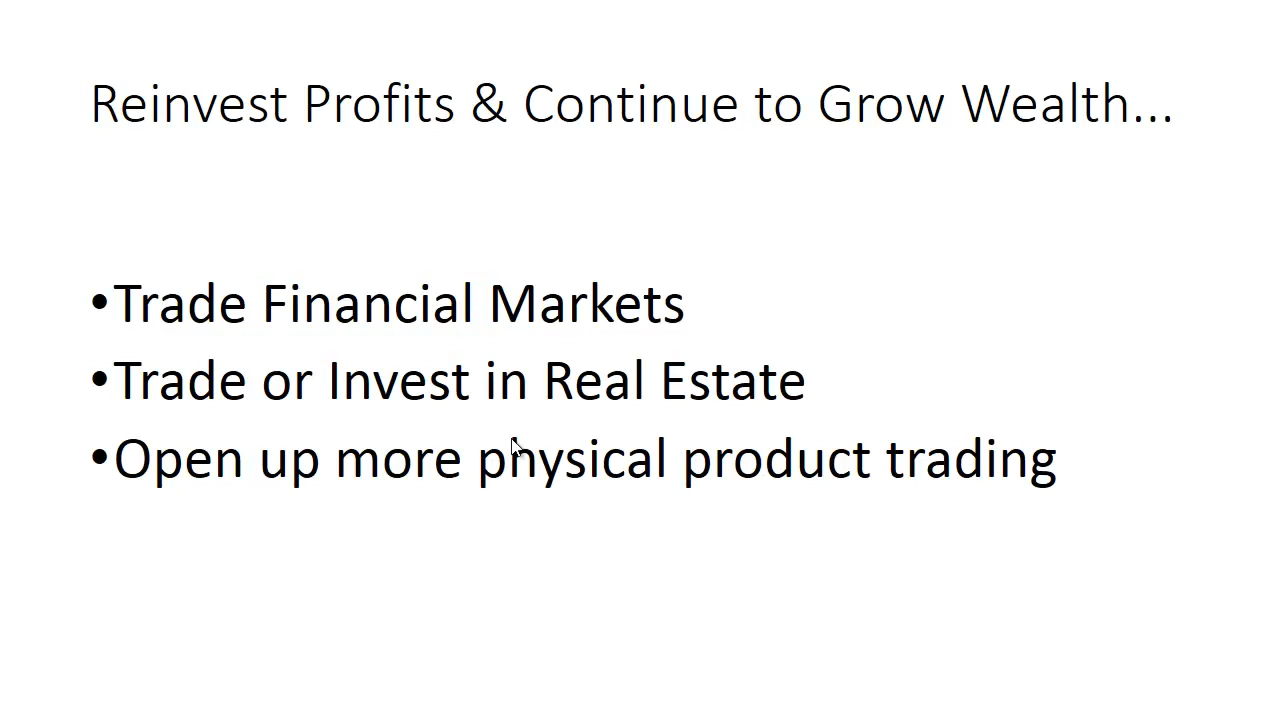 Reinvest Profits & Continue to Grow Wealth...
•Trade Financial Markets
•Trade or Invest in Real Estate
•Open up more physical product trading